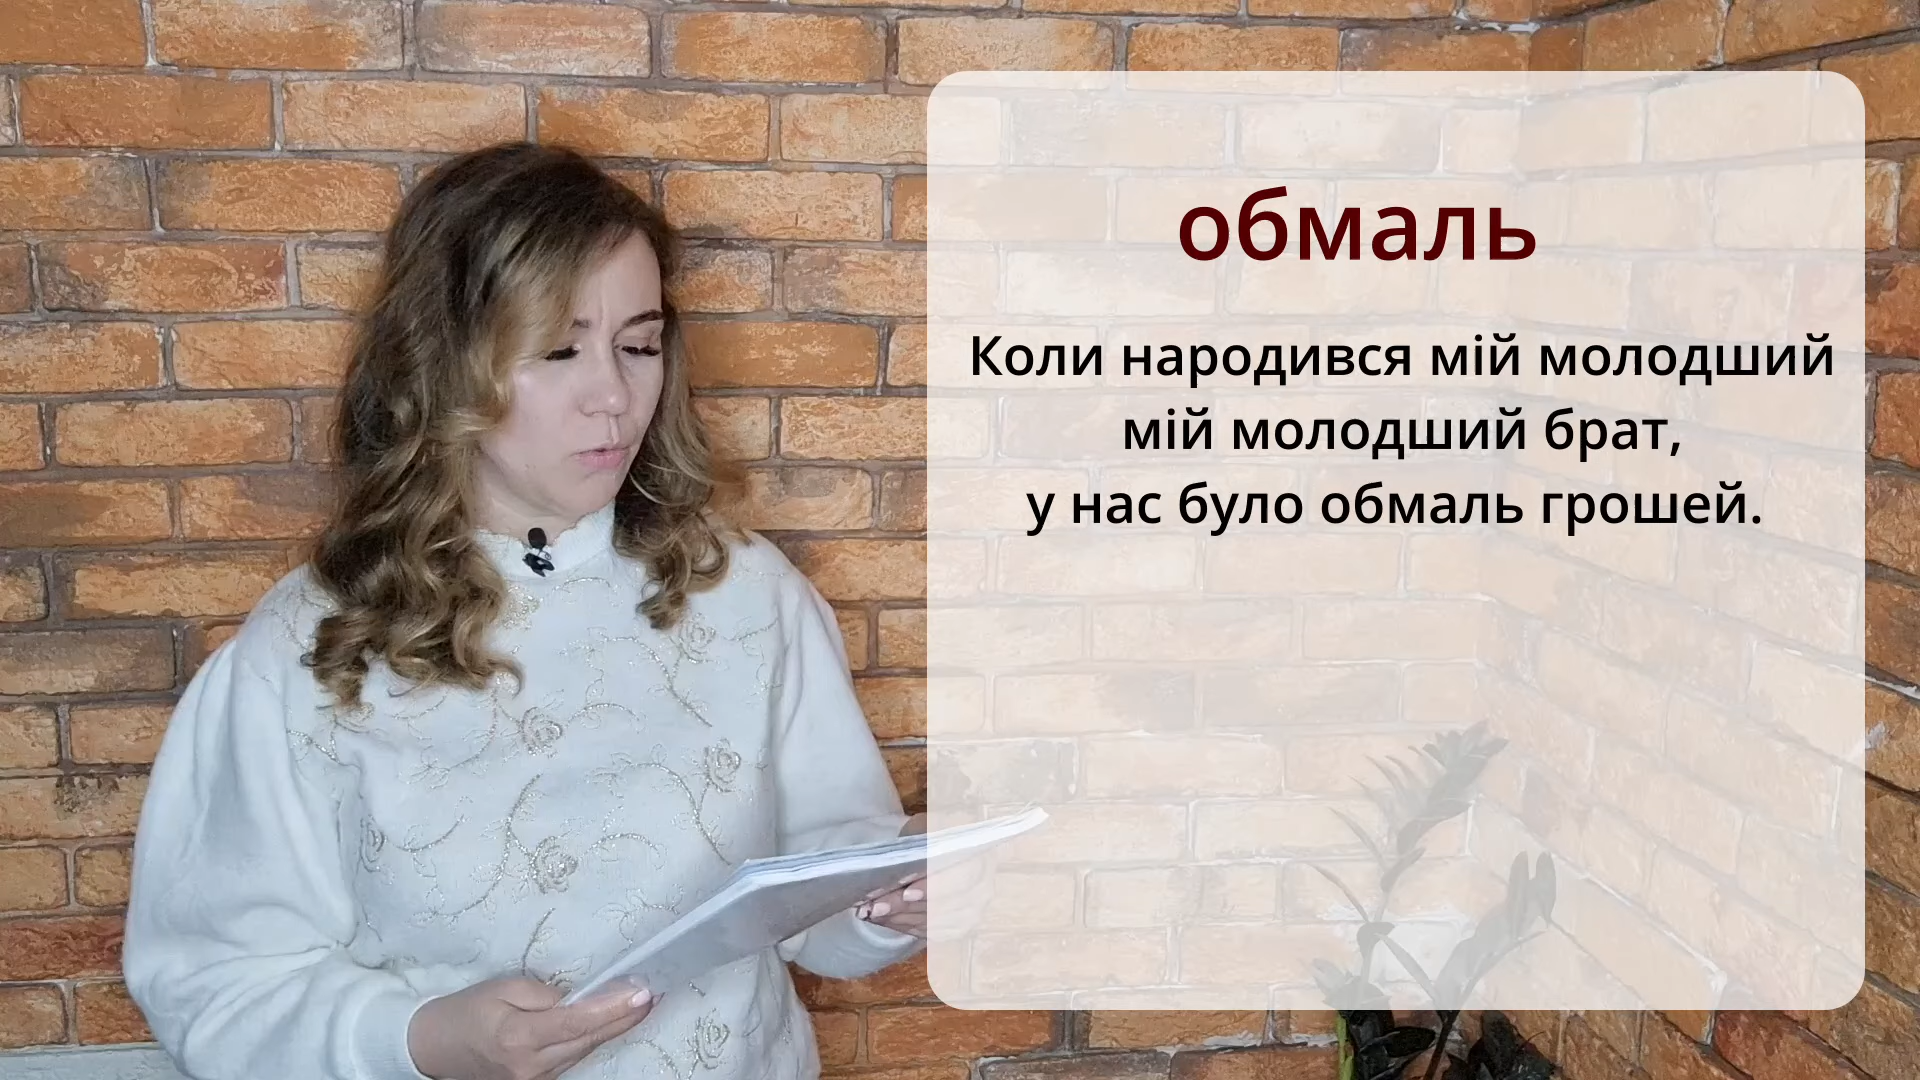 обмаль
Коли народився мій молодший
мій молодший брат,
у нас було обмаль грошей.